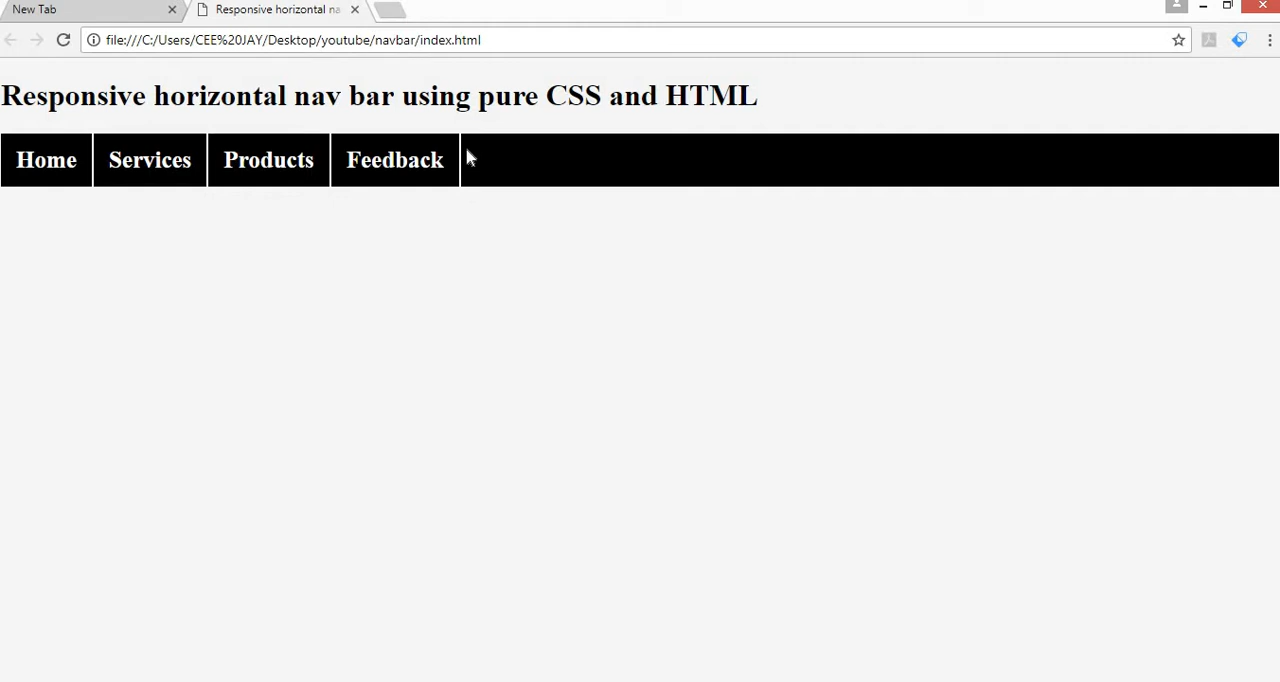 New Tab
Responsive horizontal na
file:///C:/Users/CEE%20JAY/Desktop/youtube/navbar/index.html
Responsive horizontal nav bar using pure CSS and HTML
Home Services Products Feedback